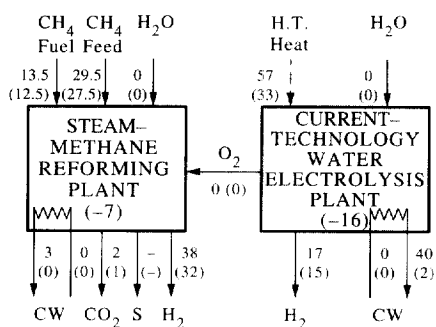 CH4 Fuel
CH4 Feed
H2O
13.5 (12.5)
29.5 (27.5)
0 (0)
STEAM–
METHANE
REFORMING
PLANT
(–7)
3 (0)
0 (0)
2 (1)
– (–)
38 (32)
CW
CO2
S
H2
O2
0 (0)
H.T. Heat
H2O
57 (33)
0 (0)
CURRENT–
TECHNOLOGY
WATER
ELECTROLYSIS
PLANT
(–16)
17 (15)
0 (0)
40 (2)
H2
CW